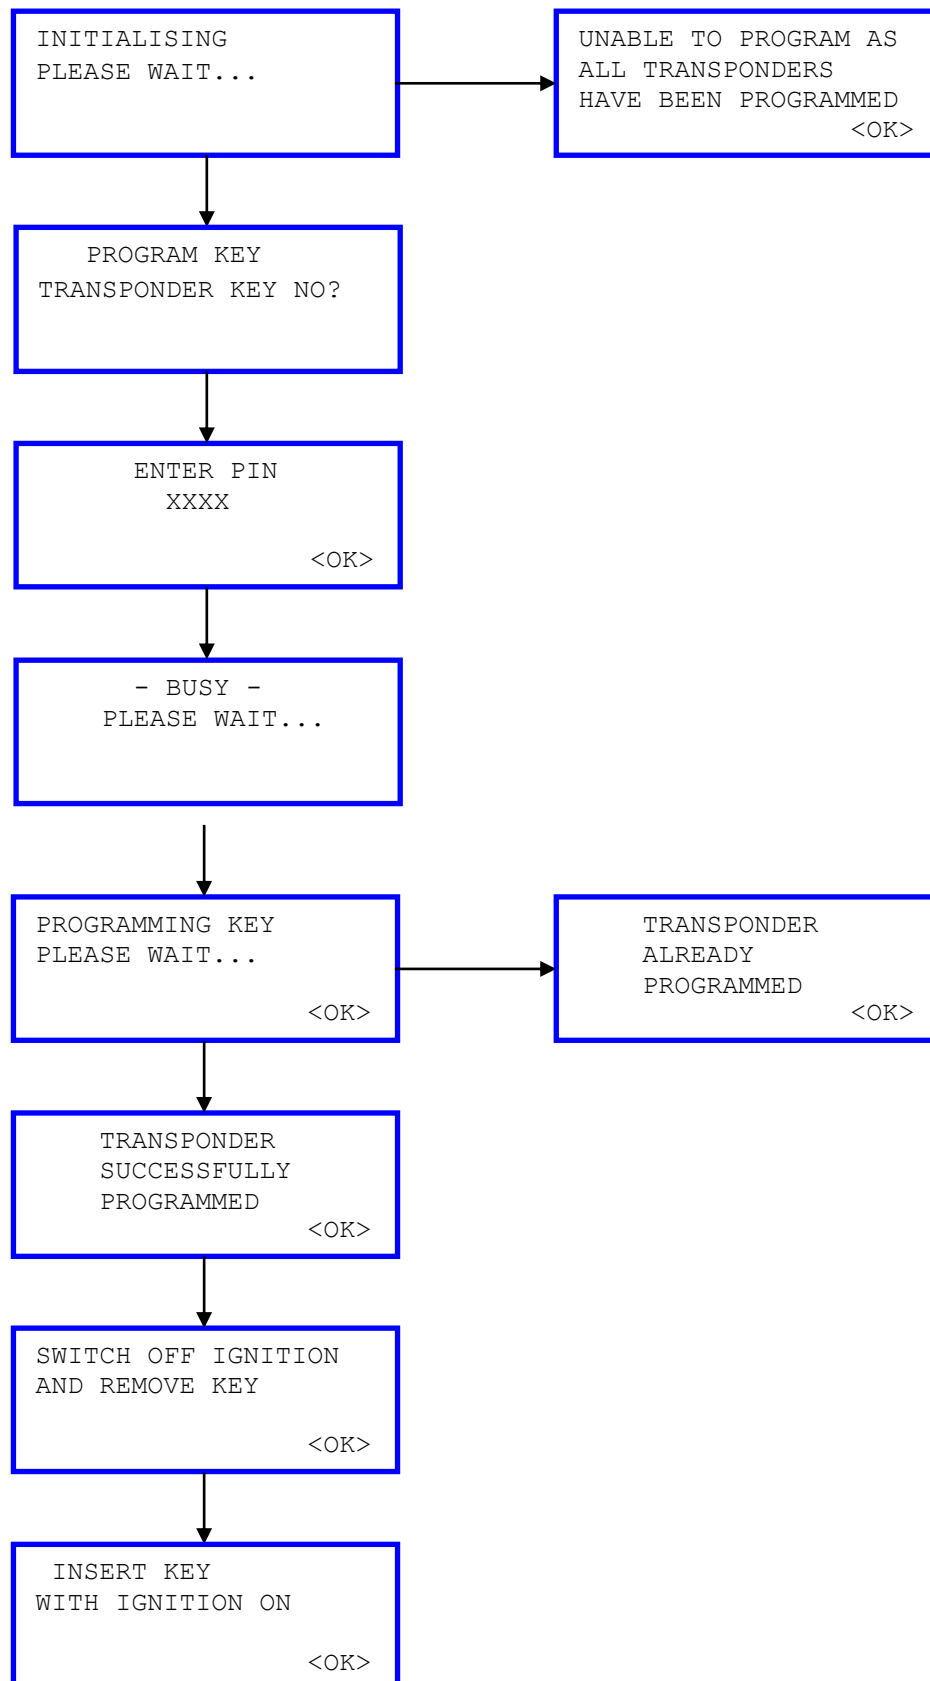 INITIALISING
PLEASE WAIT...
UNABLE TO PROGRAM AS
ALL TRANSPONDERS
HAVE BEEN PROGRAMMED
<OK>
PROGRAM KEY
TRANSPONDER KEY NO?
ENTER PIN
XXXX
<OK>
- BUSY -
PLEASE WAIT...
PROGRAMMING KEY
PLEASE WAIT...
<OK>
TRANSPONDER
ALREADY
PROGRAMMED
<OK>
TRANSPONDER
SUCCESSFULLY
PROGRAMMED
<OK>
SWITCH OFF IGNITION
AND REMOVE KEY
<OK>
INSERT KEY
WITH IGNITION ON
<OK>